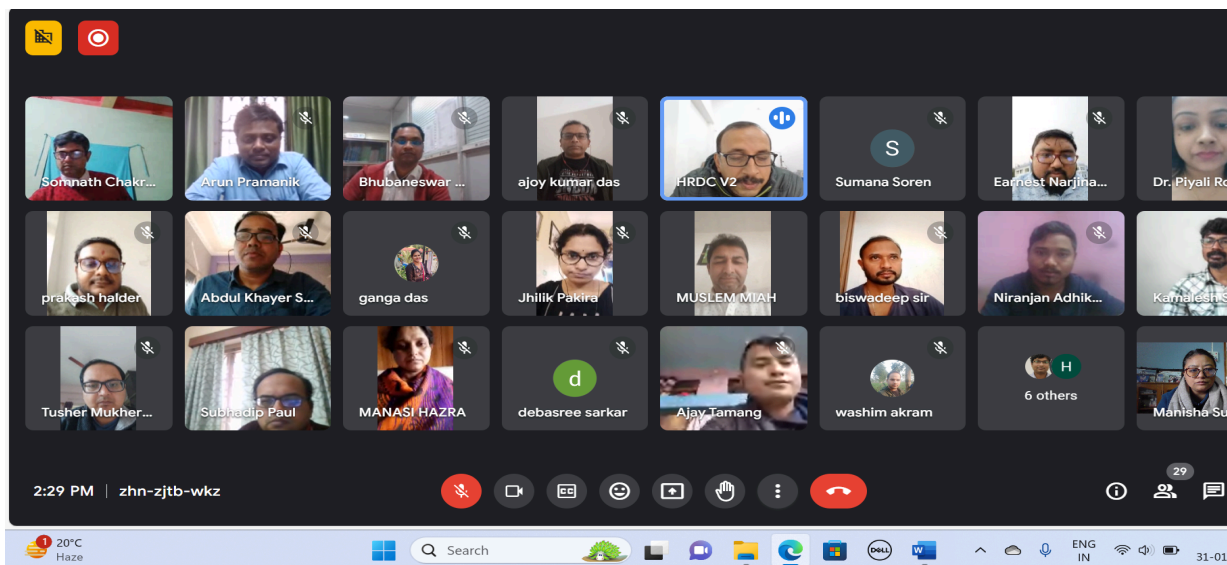 Somnath Chakr...
Arun Pramanik
Bhubaneswar ...
ajoy kumar das
HRDC V2
S
Sumana Soren
Earnest Narjina...
Dr. Piyali Ro
prakash halder
Abdul Khayer S...
ganga das
Jhilik Pakira
MUSLEM MIAH
biswadeep sir
Niranjan Adhik...
Kamalesh S
Tusher Mukher...
Subhadip Paul
MANASI HAZRA
d
debasree sarkar
Ajay Tamang
washim akram
H
6 others
Manisha Su
2:29 PM | zhn-zjtb-wkz
CC
29
1
20°C
Haze
Search
DELL
W
ENG
IN
31-01